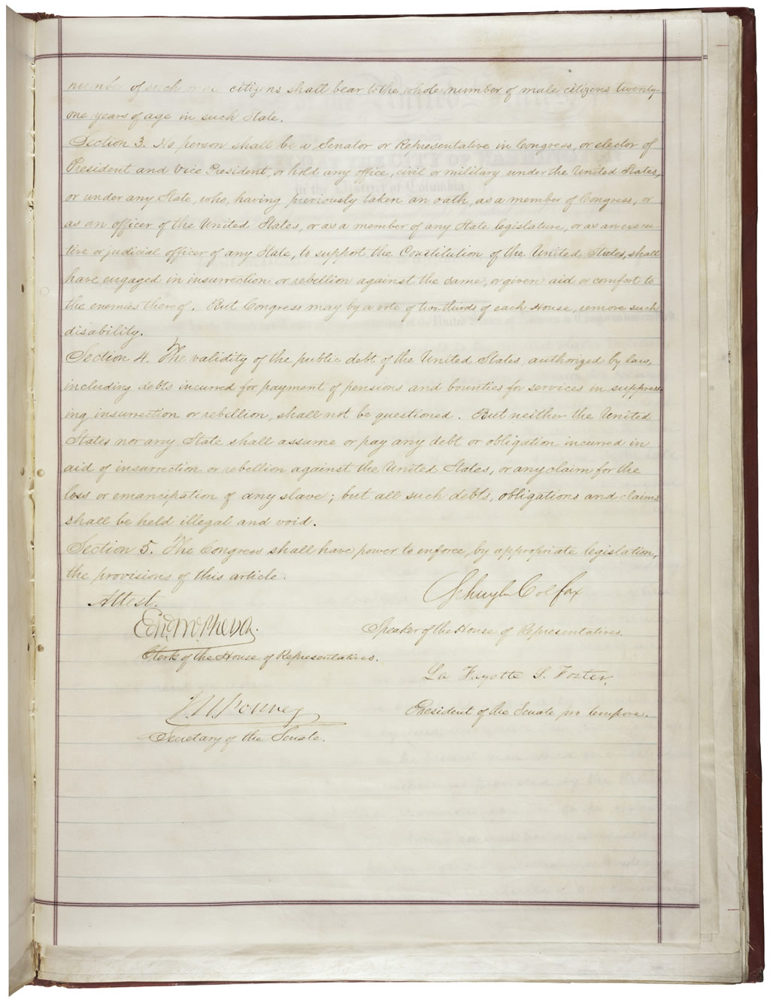 number of such male citizens shall bear to the whole number of male citizens twenty-
one years of age in such State.
Section 3. No person shall be a Senator or Representative in Congress, or elector of
President and Vice President, or hold any office, civil or military under the United States,
or under any State, who, having previously taken an oath, as a member of Congress, or
as an officer of the United States, or as a member of any State legislature, or as an execu-
tive or judicial officer of any State, to support the Constitution of the United States, shall
have engaged in insurrection or rebellion against the same, or given aid or comfort to
the enemies thereof. But Congress may by a vote of two-thirds of each House, remove such
disability.
Section 4. The validity of the public debt of the United States, authorized by law,
including debts incurred for payment of pensions and bounties for services in suppress-
ing insurrection or rebellion, shall not be questioned. But neither the United
States nor any State shall assume or pay any debt or obligation incurred in
aid of insurrection or rebellion against the United States, or any claim for the
loss or emancipation of any slave; but all such debts, obligations and claims
shall be held illegal and void.
Section 5. The Congress shall have power to enforce, by appropriate legislation,
the provisions of this article.
Attest.
Schuyler Colfax
Edwd. McPherson.
Speaker of the House of Representatives.
Clerk of the House of Representatives.
La Fayette S. Foster,
J. W. Forney
President of the Senate pro tempore.
Secretary of the Senate.